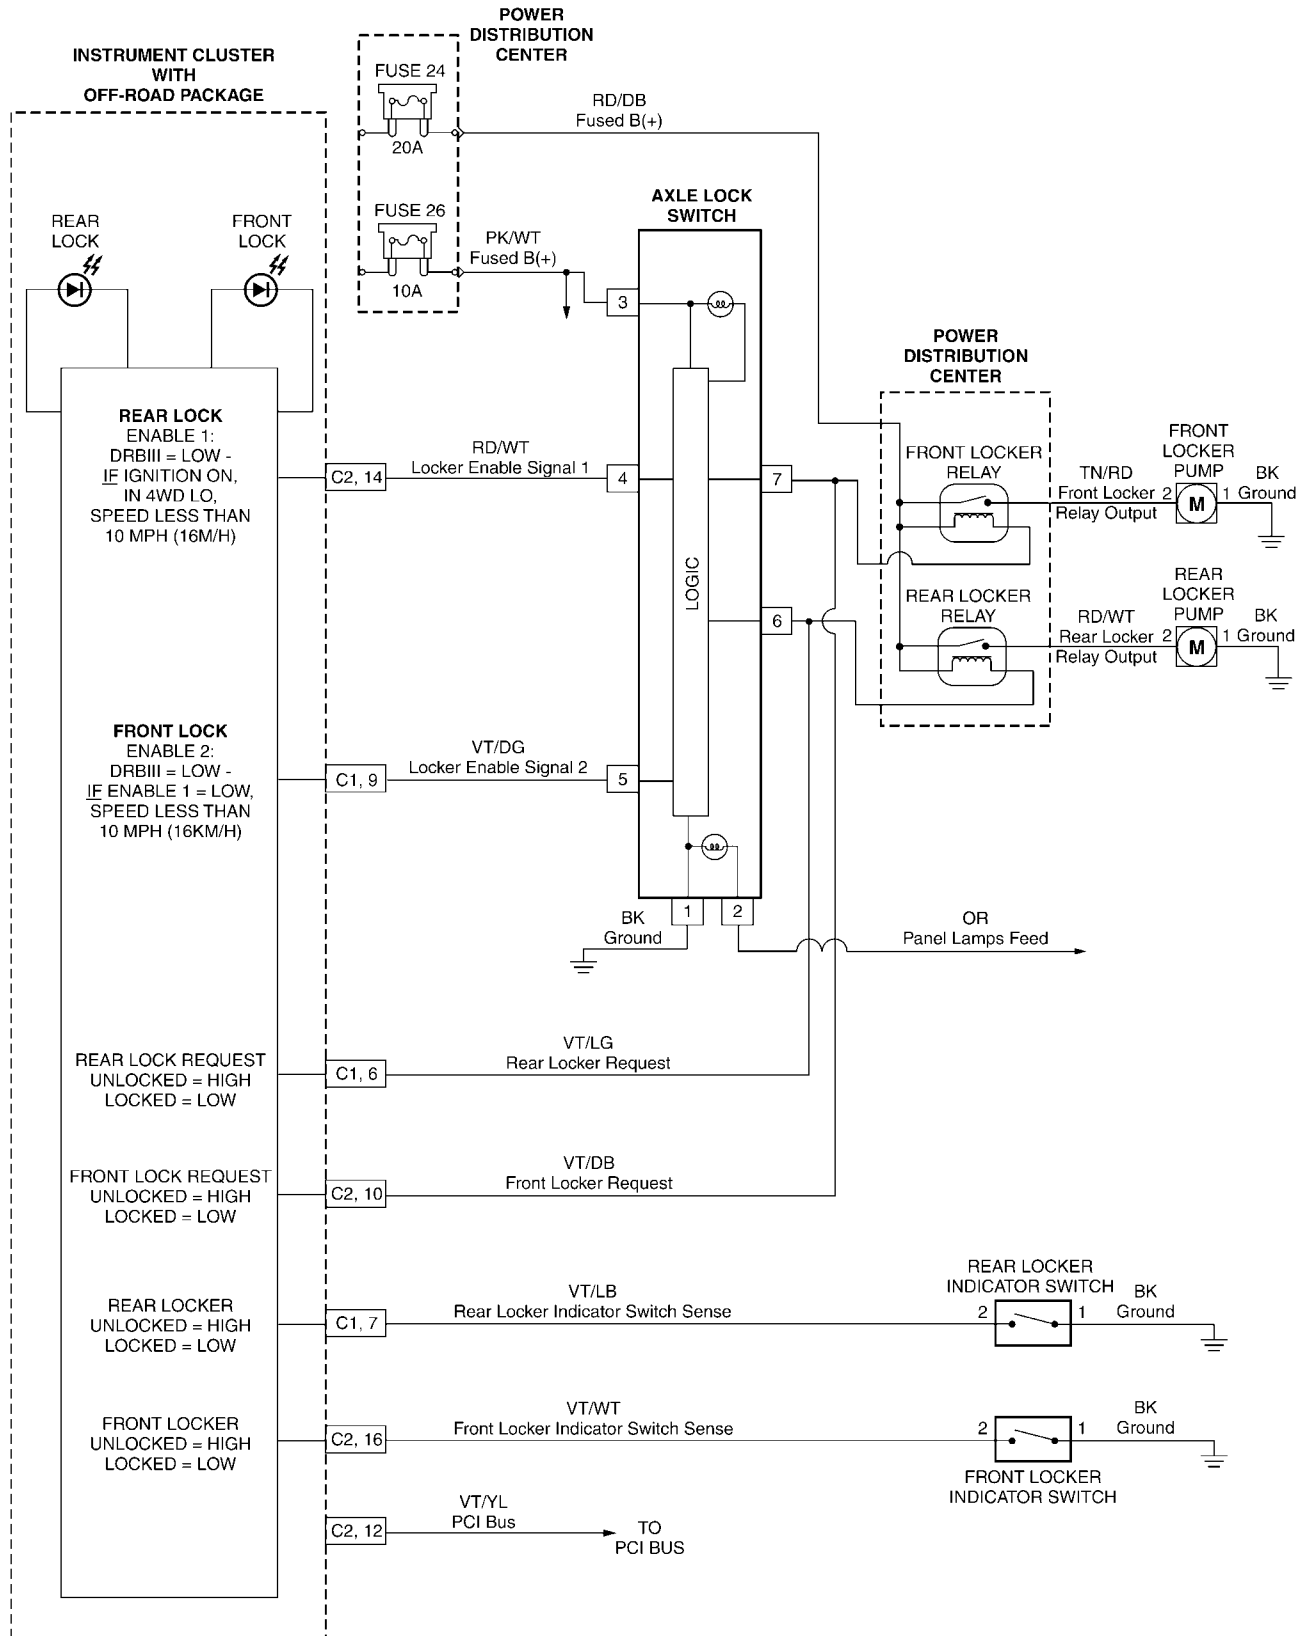 POWER
DISTRIBUTION
CENTER
INSTRUMENT CLUSTER
WITH
OFF-ROAD PACKAGE
FUSE 24
20A
RD/DB
Fused B(+)
FUSE 26
10A
PK/WT
Fused B(+)
AXLE LOCK
SWITCH
REAR
LOCK
FRONT
LOCK
3
POWER
DISTRIBUTION
CENTER
REAR LOCK
ENABLE 1:
DRBIII = LOW -
IF IGNITION ON,
IN 4WD LO,
SPEED LESS THAN
10 MPH (16M/H)
C2, 14
RD/WT
Locker Enable Signal 1
4
7
LOGIC
6
FRONT LOCKER
RELAY
TN/RD
Front Locker
Relay Output
2
FRONT
LOCKER
PUMP
M
1
BK
Ground
REAR LOCKER
RELAY
RD/WT
Rear Locker
Relay Output
2
REAR
LOCKER
PUMP
M
1
BK
Ground
FRONT LOCK
ENABLE 2:
DRBIII = LOW -
IF ENABLE 1 = LOW,
SPEED LESS THAN
10 MPH (16KM/H)
C1, 9
VT/DG
Locker Enable Signal 2
5
1
2
BK
Ground
OR
Panel Lamps Feed
REAR LOCK REQUEST
UNLOCKED = HIGH
LOCKED = LOW
C1, 6
VT/LG
Rear Locker Request
FRONT LOCK REQUEST
UNLOCKED = HIGH
LOCKED = LOW
C2, 10
VT/DB
Front Locker Request
REAR LOCKER
UNLOCKED = HIGH
LOCKED = LOW
C1, 7
VT/LB
Rear Locker Indicator Switch Sense
REAR LOCKER
INDICATOR SWITCH
2
1
BK
Ground
FRONT LOCKER
UNLOCKED = HIGH
LOCKED = LOW
C2, 16
VT/WT
Front Locker Indicator Switch Sense
2
1
BK
Ground
FRONT LOCKER
INDICATOR SWITCH
C2, 12
VT/YL
PCI Bus
TO
PCI BUS